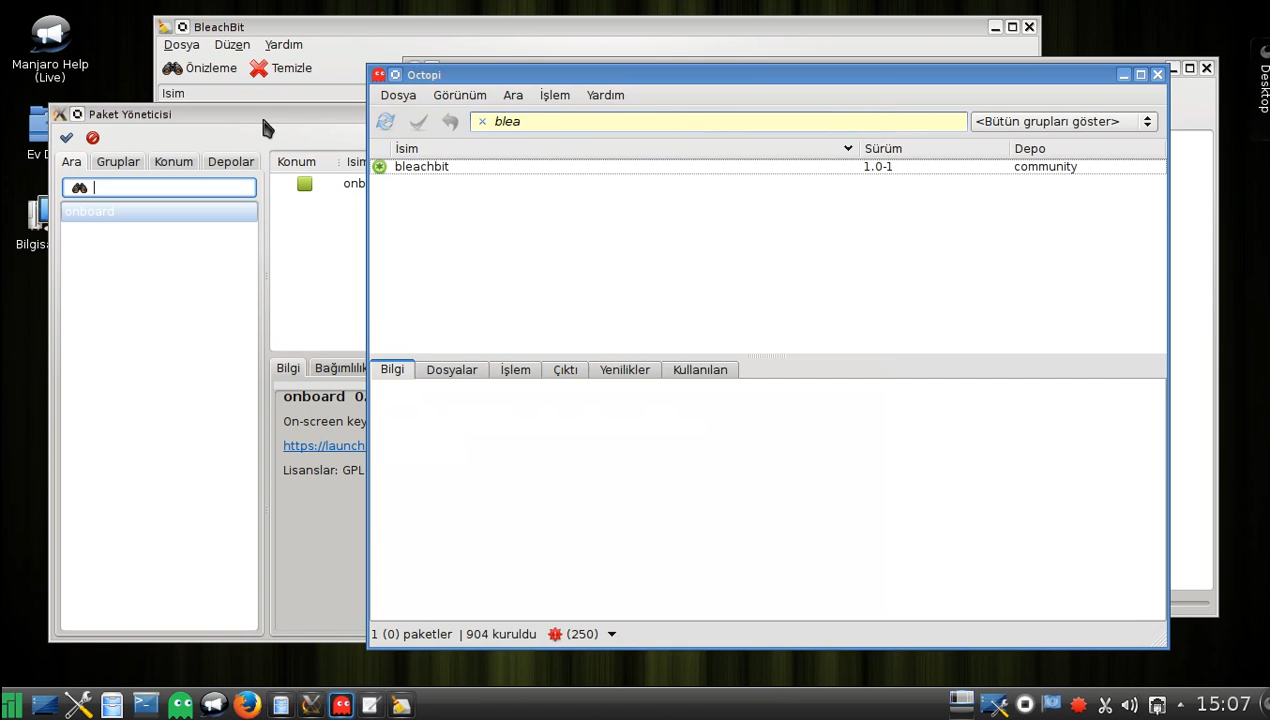 Manjaro Help
(Live)
Ev D
Bilgisa
BleachBit
Dosya Düzen Yardım
Önizleme Temizle
Isim
Paket Yöneticisi
Ara Gruplar Konum Depolar
onboard
Konum Isim
onb
Bilgi Bağımlılık
onboard 0.
On-screen key
https://launch
Lisanslar: GPL
Octopi
Dosya Görünüm Ara İşlem Yardım
blea
<Bütün grupları göster>
İsim Sürüm Depo
bleachbit 1.0-1 community
Bilgi Dosyalar İşlem Çıktı Yenilikler Kullanılan
1 (0) paketler | 904 kuruldu (250)
Desktop
15:07